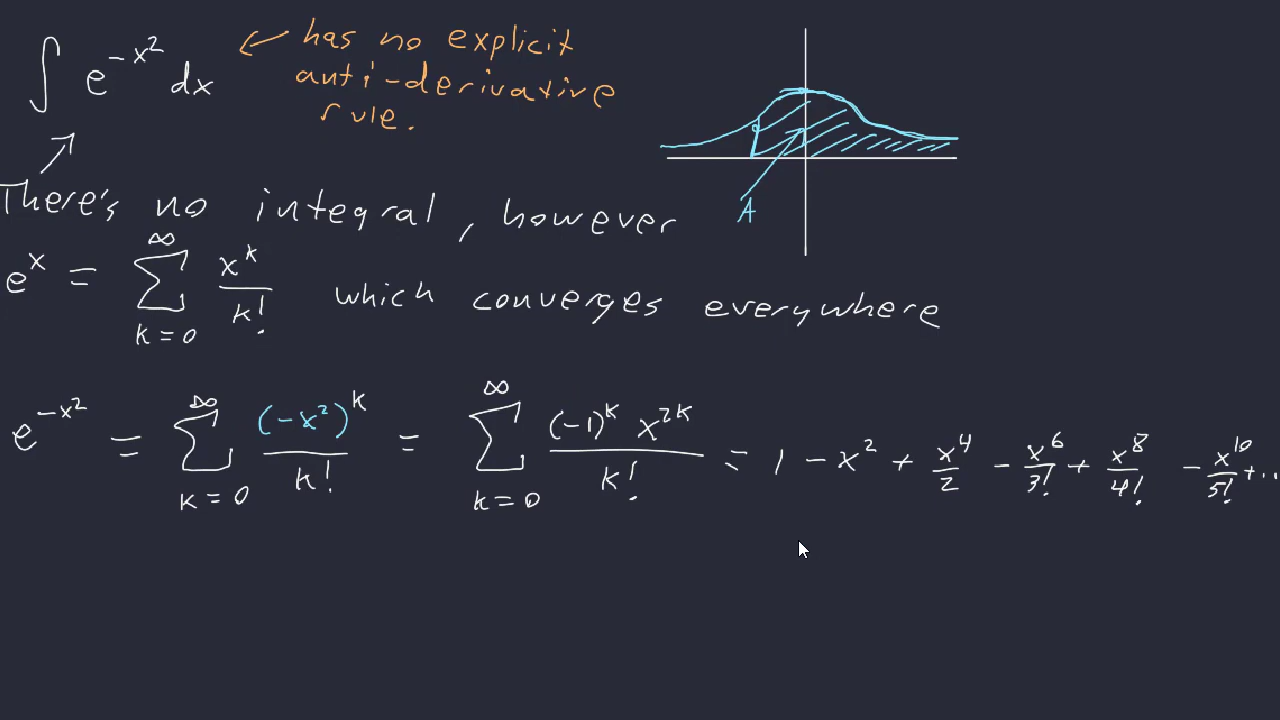 ∫ e^{-x²} dx ← has no explicit
anti-derivative
rule.
A
There's no integral, however
e^x = ∑_{k=0}^{∞} x^k/k! which converges everywhere
e^{-x²} = ∑_{k=0}^{∞} (-x²)^k/k! = ∑_{k=0}^{∞} (-1)^k x^{2k}/k! = 1 - x² + x⁴/2 - x⁶/3! + x⁸/4! - x¹⁰/5! + ...